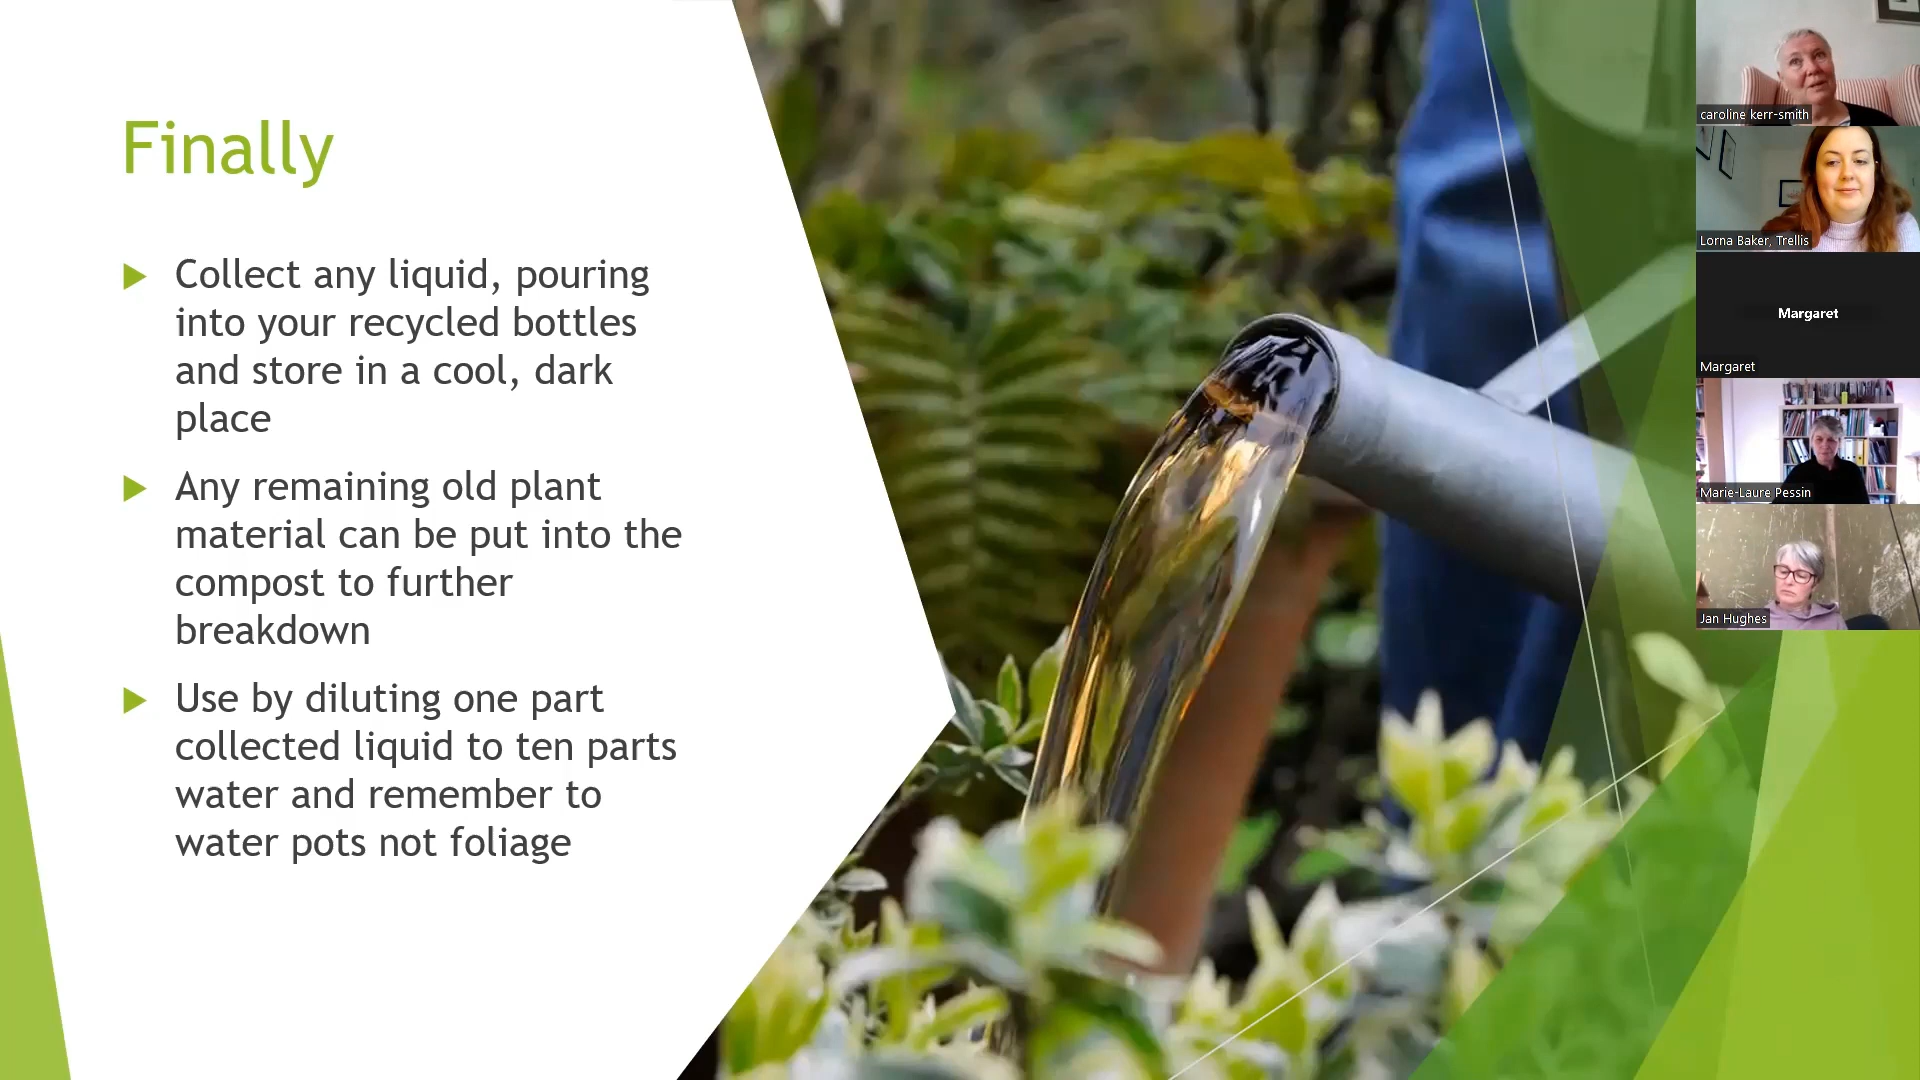 Finally
Collect any liquid, pouring
into your recycled bottles
and store in a cool, dark
place
Any remaining old plant
material can be put into the
compost to further
breakdown
Use by diluting one part
collected liquid to ten parts
water and remember to
water pots not foliage
caroline kerr-smith
Lorna Baker, Trellis
Margaret
Margaret
Marie-Laure Pessin
Jan Hughes